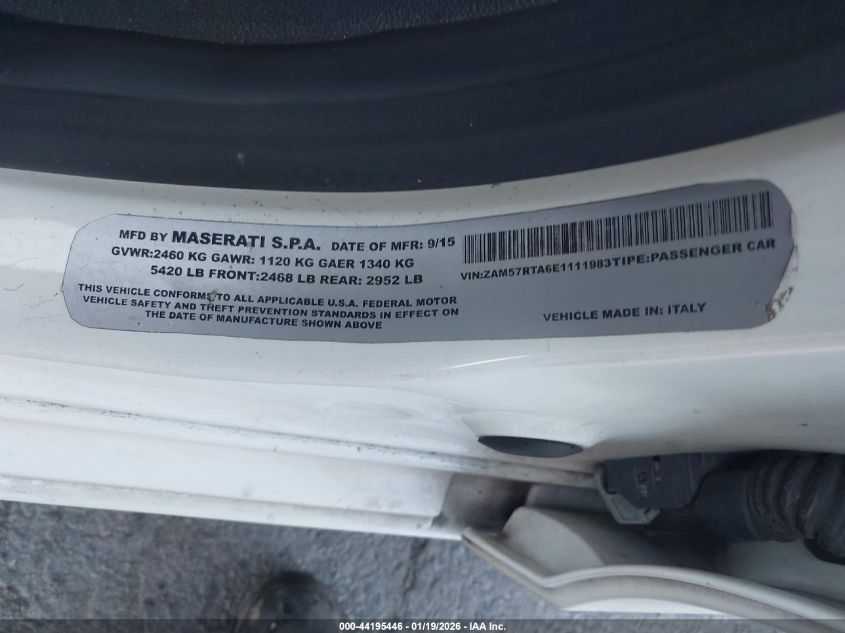 MFD BY MASERATI S.P.A. DATE OF MFR: 9/15
GVWR:2460 KG GAWR: 1120 KG GAER 1340 KG
5420 LB FRONT:2468 LB REAR: 2952 LB
THIS VEHICLE CONFORMS TO ALL APPLICABLE U.S.A. FEDERAL MOTOR
VEHICLE SAFETY AND THEFT PREVENTION STANDARDS IN EFFECT ON
THE DATE OF MANUFACTURE SHOWN ABOVE
VIN:ZAM57RTA6E1111983TIPE:PASSENGER CAR
VEHICLE MADE IN: ITALY
000-44195446 - 01/19/2026 - IAA Inc.